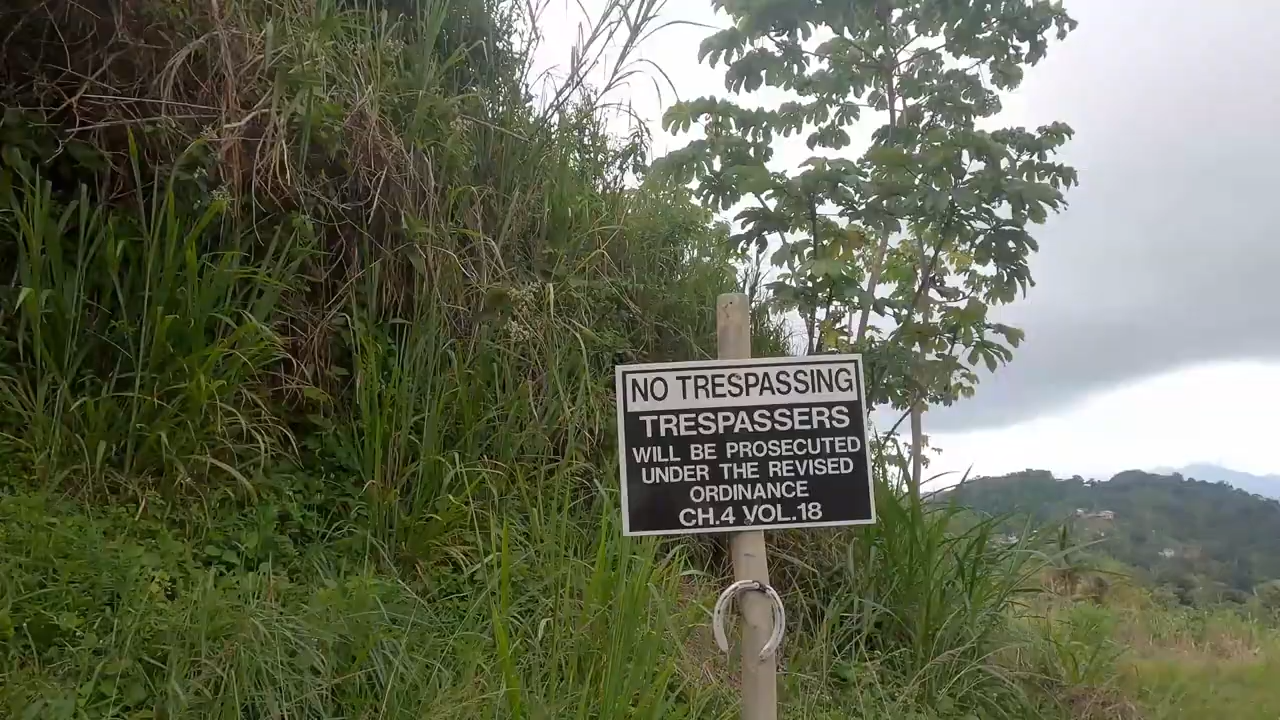 NO TRESPASSING
TRESPASSERS
WILL BE PROSECUTED
UNDER THE REVISED
ORDINANCE
CH.4 VOL.18